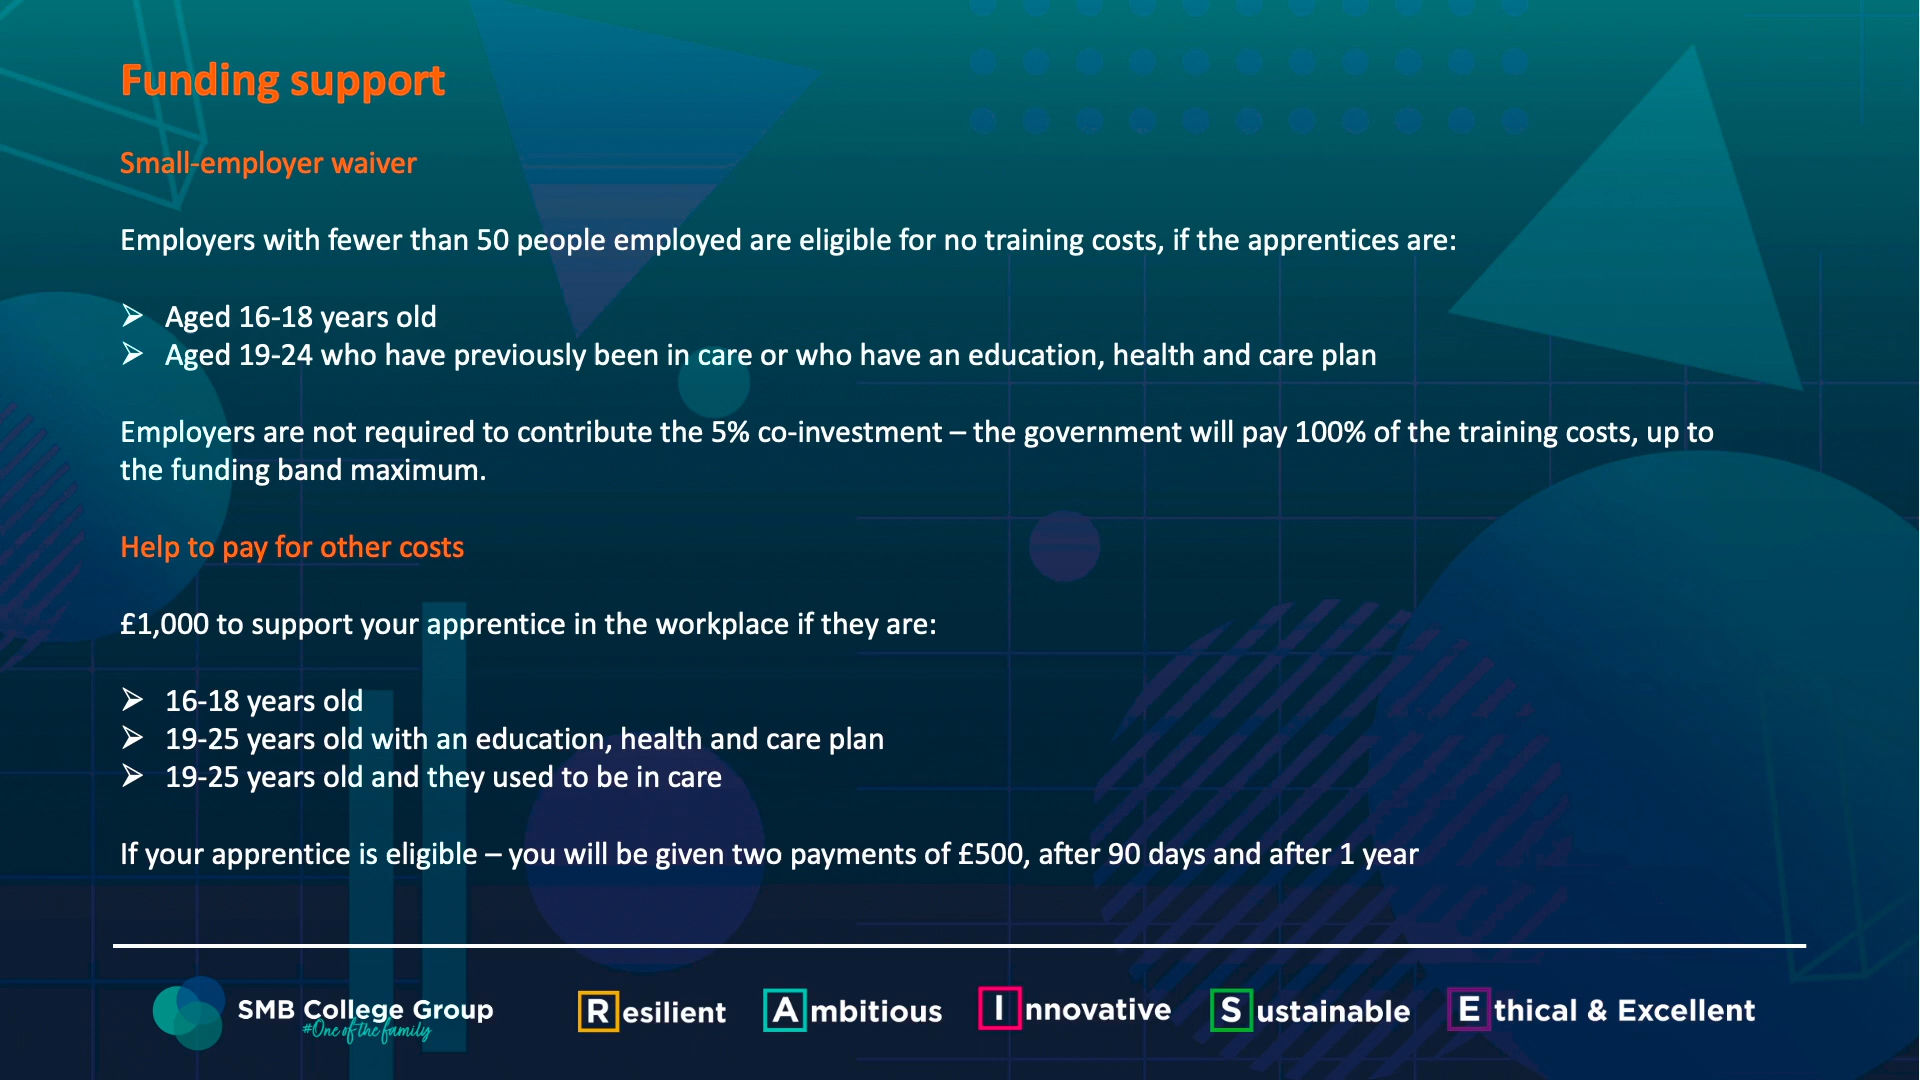 Funding support
Small-employer waiver
Employers with fewer than 50 people employed are eligible for no training costs, if the apprentices are:
➢ Aged 16-18 years old
➢ Aged 19-24 who have previously been in care or who have an education, health and care plan
Employers are not required to contribute the 5% co-investment – the government will pay 100% of the training costs, up to
the funding band maximum.
Help to pay for other costs
£1,000 to support your apprentice in the workplace if they are:
➢ 16-18 years old
➢ 19-25 years old with an education, health and care plan
➢ 19-25 years old and they used to be in care
If your apprentice is eligible – you will be given two payments of £500, after 90 days and after 1 year
SMB College Group
#One of the family
Resilient Ambitious Innovative Sustainable Ethical & Excellent